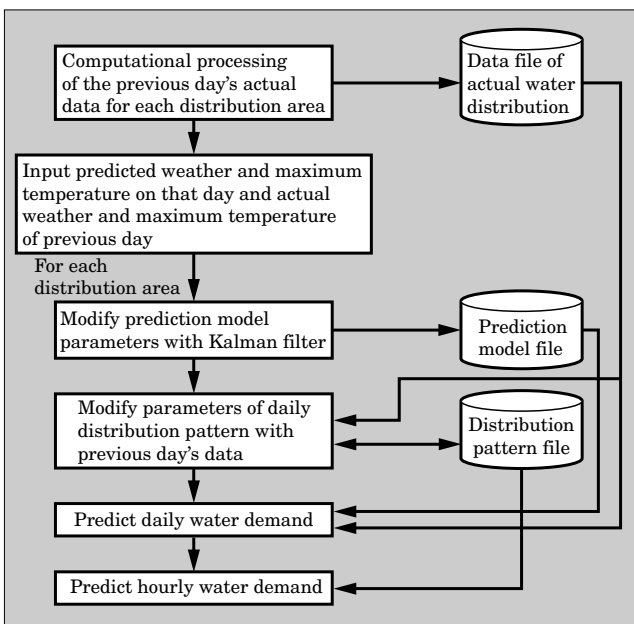 Computational processing
of the previous day's actual
data for each distribution area
Data file of
actual water
distribution
Input predicted weather and maximum
temperature on that day and actual
weather and maximum temperature
of previous day
For each
distribution area
Modify prediction model
parameters with Kalman filter
Prediction
model file
Modify parameters of daily
distribution pattern with
previous day's data
Distribution
pattern file
Predict daily water demand
Predict hourly water demand